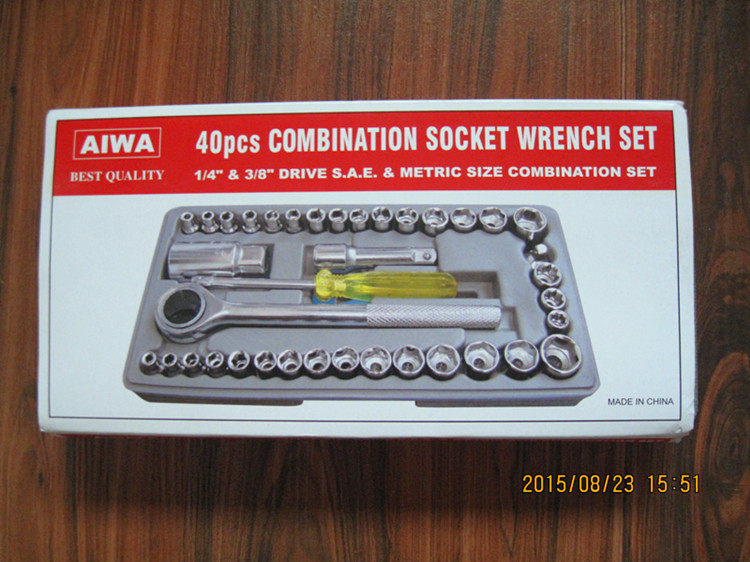 AIWA
BEST QUALITY
40pcs COMBINATION SOCKET WRENCH SET
1/4" & 3/8" DRIVE S.A.E. & METRIC SIZE COMBINATION SET
MADE IN CHINA
2015/08/23 15:51